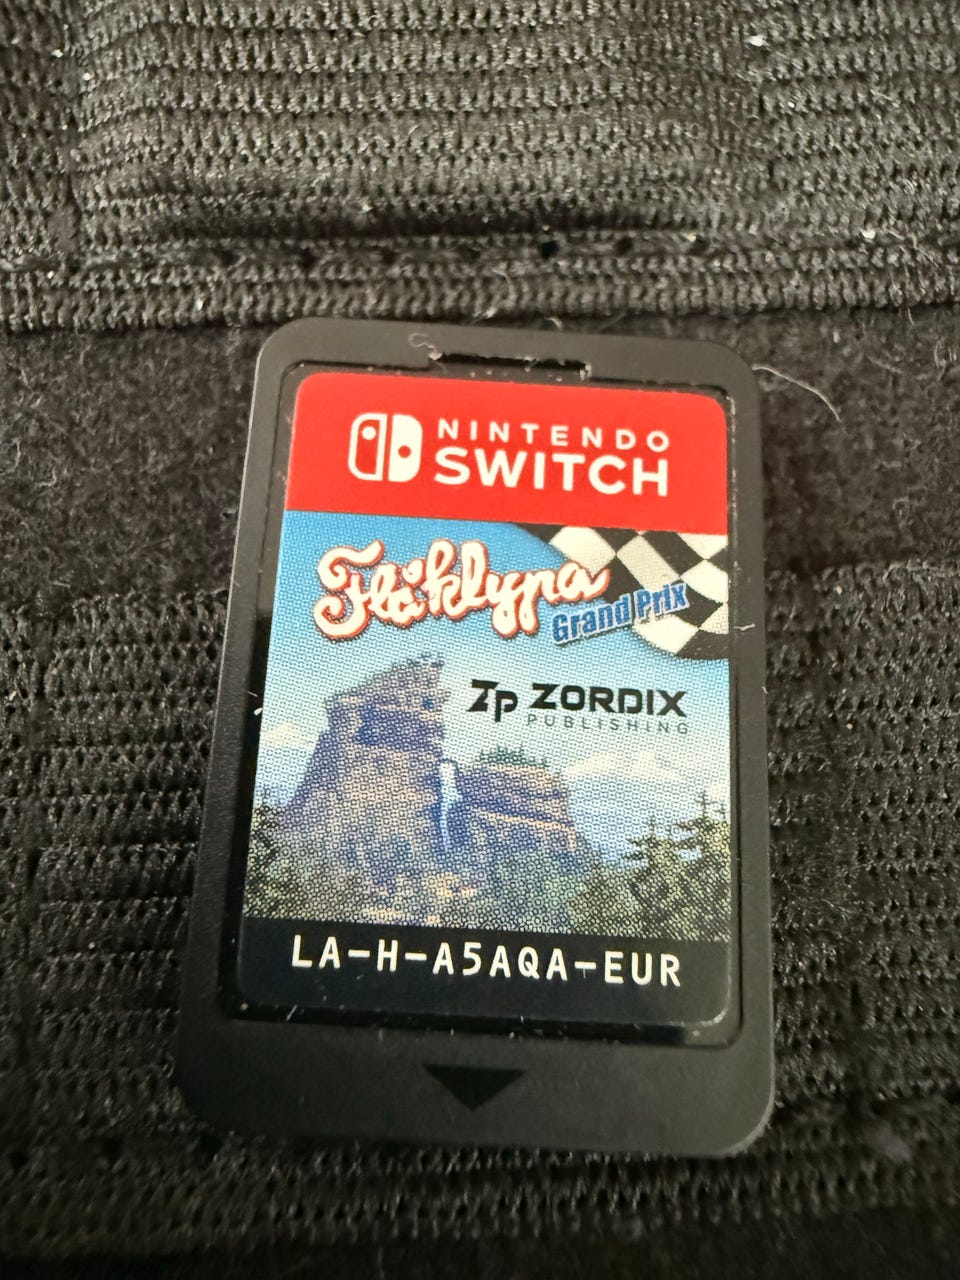 NINTENDO
SWITCH
Flåklypa
Grand Prix
Zp ZORDIX
PUBLISHING
LA-H-A5AQA-EUR